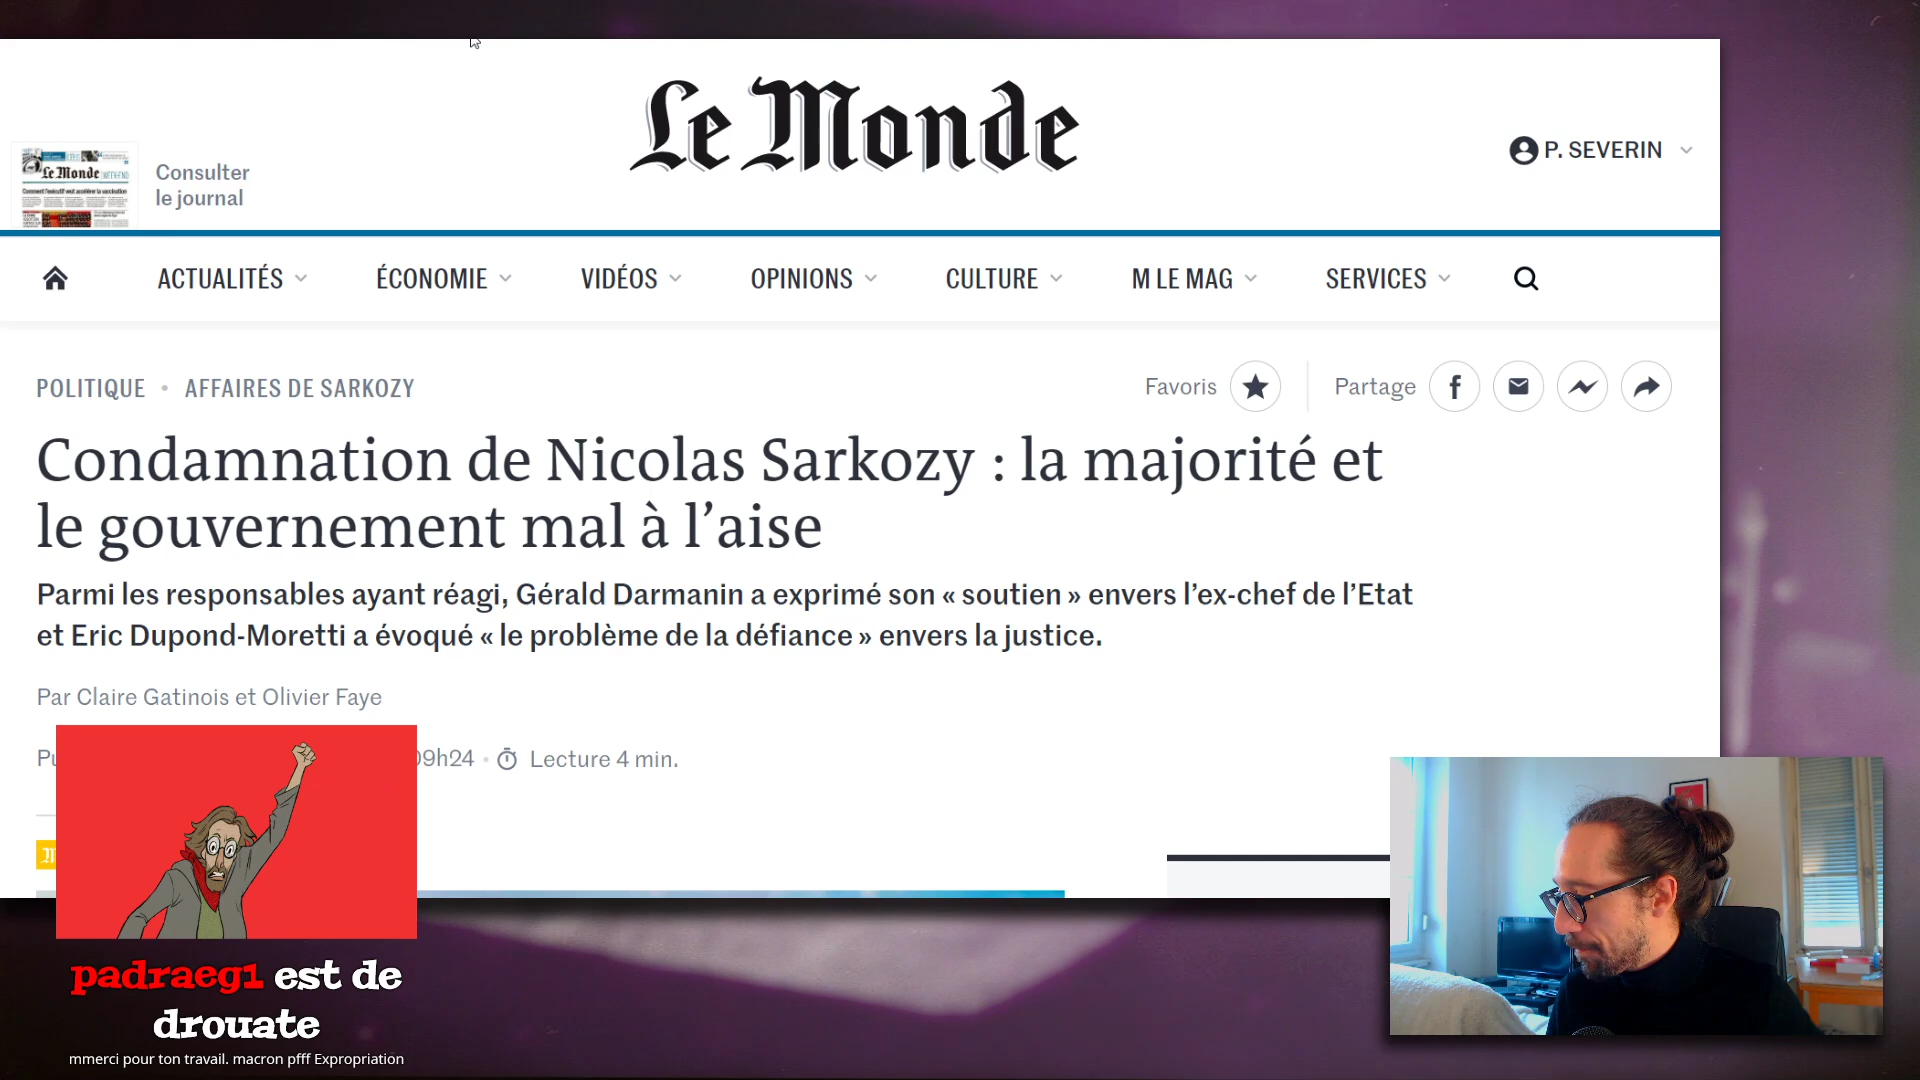 Le Monde
P. SEVERIN
Le Monde
Consulter
le journal
ACTUALITÉS
ÉCONOMIE
VIDÉOS
OPINIONS
CULTURE
M LE MAG
SERVICES
POLITIQUE • AFFAIRES DE SARKOZY
Favoris
Partage
Condamnation de Nicolas Sarkozy : la majorité et
le gouvernement mal à l’aise
Parmi les responsables ayant réagi, Gérald Darmanin a exprimé son « soutien » envers l’ex-chef de l’Etat
et Eric Dupond-Moretti a évoqué « le problème de la défiance » envers la justice.
Par Claire Gatinois et Olivier Faye
09h24 • Lecture 4 min.
padraeg1 est de
drouate
mmerci pour ton travail. macron pfff Expropriation